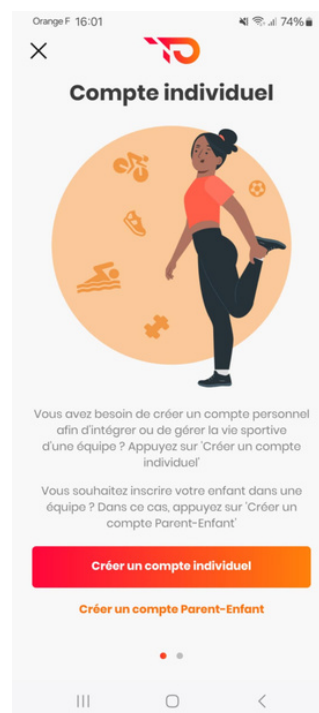 Orange F 16:01 74%
Compte individuel
Vous avez besoin de créer un compte personnel
afin d'intégrer ou de gérer la vie sportive
d'une équipe ? Appuyez sur 'Créer un compte
individuel'
Vous souhaitez inscrire votre enfant dans une
équipe ? Dans ce cas, appuyez sur 'Créer un
compte Parent-Enfant'
Créer un compte individuel
Créer un compte Parent-Enfant